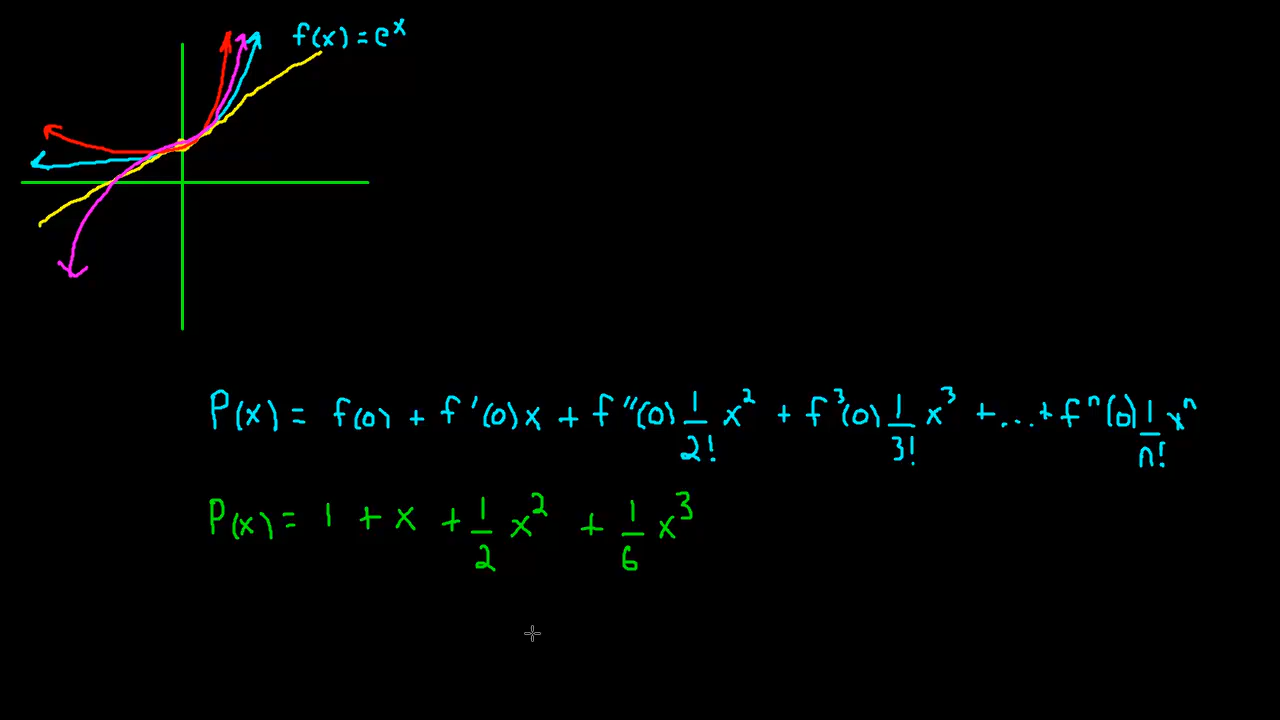 f(x) = e^x
P(x) = f(0) + f'(0)x + f''(0) 1/2! x^2 + f^3(0) 1/3! x^3 + ... + f^n(0) 1/n! x^n
P(x) = 1 + x + 1/2 x^2 + 1/6 x^3